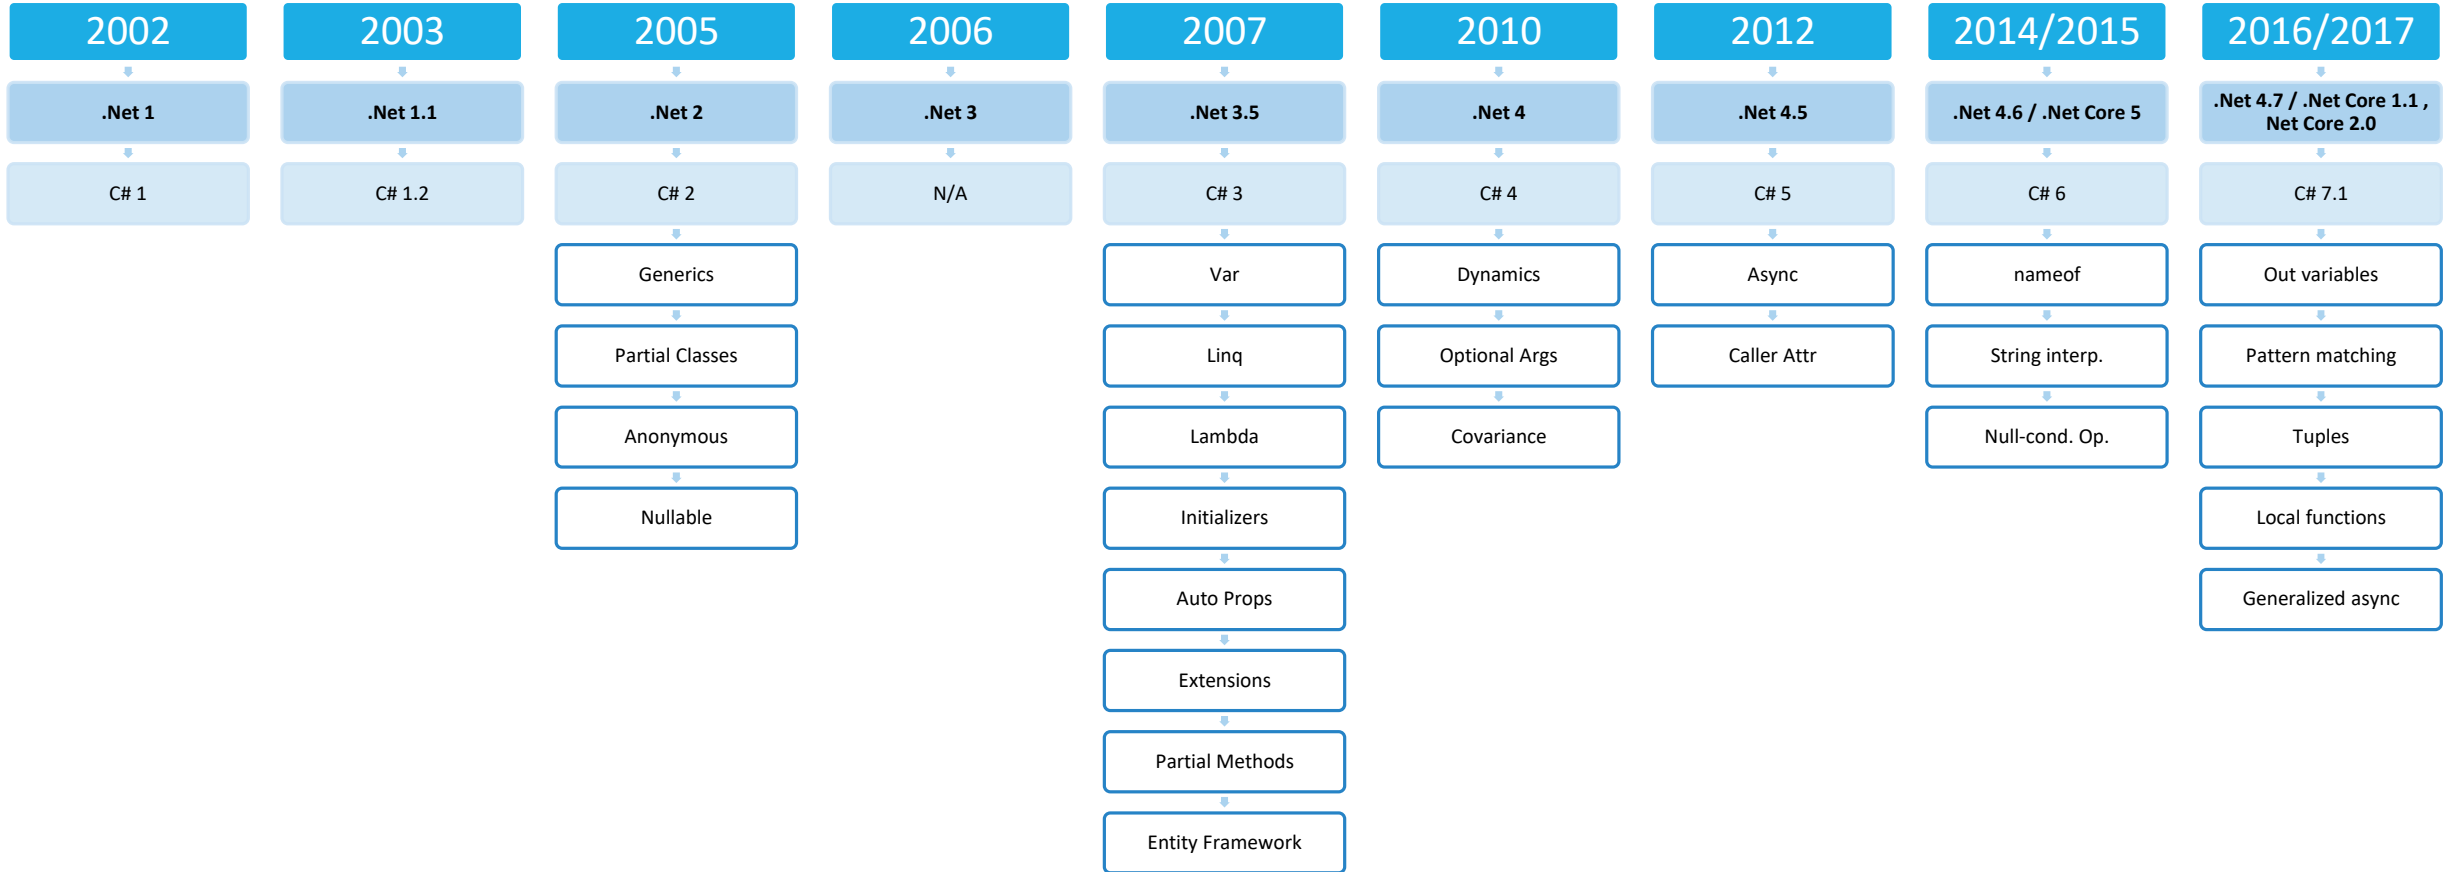 2002
2003
2005
2006
2007
2010
2012
2014/2015
2016/2017
.Net 1
.Net 1.1
.Net 2
.Net 3
.Net 3.5
.Net 4
.Net 4.5
.Net 4.6 / .Net Core 5
.Net 4.7 / .Net Core 1.1 ,
Net Core 2.0
C# 1
C# 1.2
C# 2
N/A
C# 3
C# 4
C# 5
C# 6
C# 7.1
Generics
Var
Dynamics
Async
nameof
Out variables
Partial Classes
Linq
Optional Args
Caller Attr
String interp.
Pattern matching
Anonymous
Lambda
Covariance
Null-cond. Op.
Tuples
Nullable
Initializers
Local functions
Auto Props
Generalized async
Extensions
Partial Methods
Entity Framework